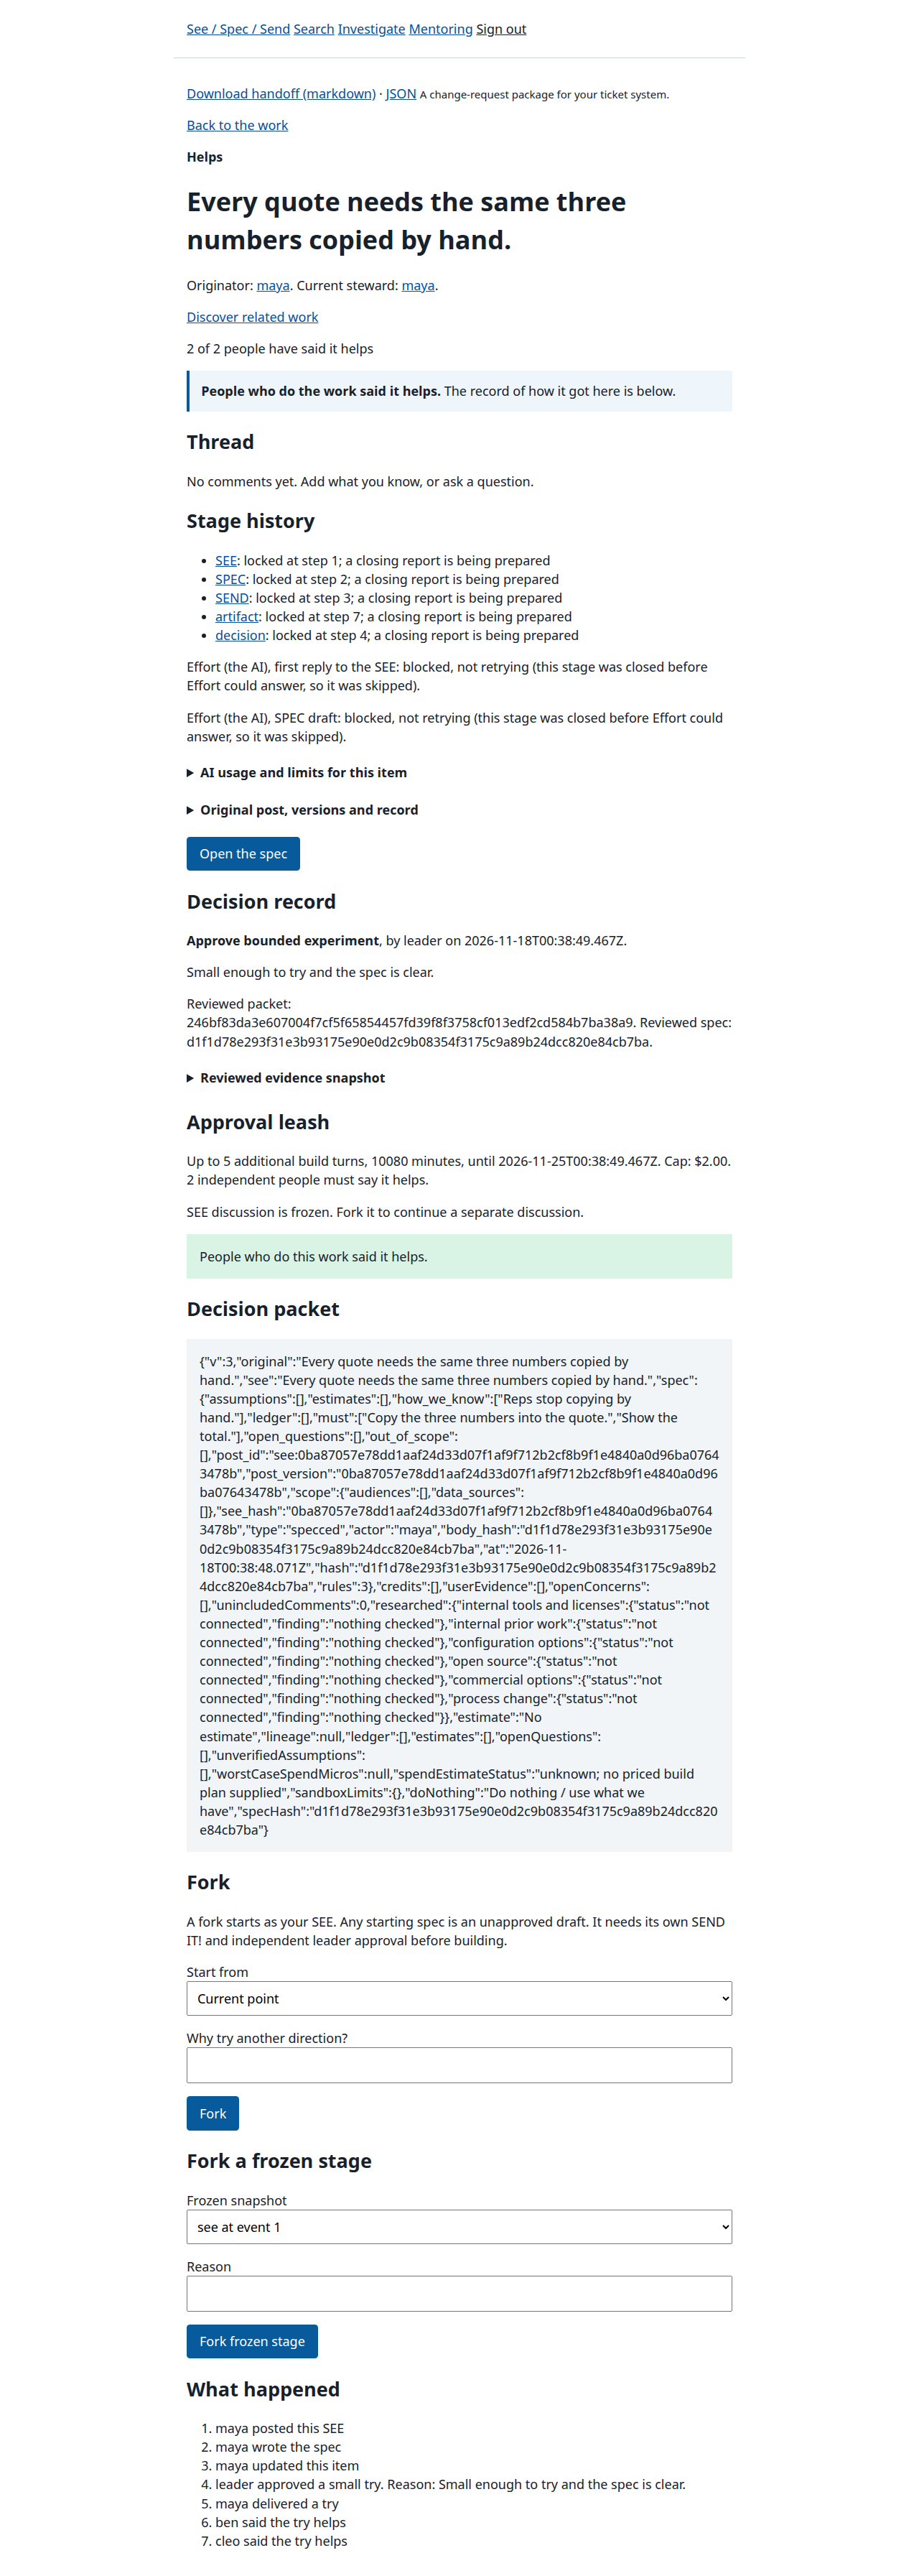 See / Spec / Send Search Investigate Mentoring Sign out
Download handoff (markdown) · JSON A change-request package for your ticket system.
Back to the work
Helps
Every quote needs the same three
numbers copied by hand.
Originator: maya. Current steward: maya.
Discover related work
2 of 2 people have said it helps
People who do the work said it helps. The record of how it got here is below.
Thread
No comments yet. Add what you know, or ask a question.
Stage history
SEE: locked at step 1; a closing report is being prepared
SPEC: locked at step 2; a closing report is being prepared
SEND: locked at step 3; a closing report is being prepared
artifact: locked at step 7; a closing report is being prepared
decision: locked at step 4; a closing report is being prepared
Effort (the AI), first reply to the SEE: blocked, not retrying (this stage was closed before
Effort could answer, so it was skipped).
Effort (the AI), SPEC draft: blocked, not retrying (this stage was closed before Effort could
answer, so it was skipped).
AI usage and limits for this item
Original post, versions and record
Open the spec
Decision record
Approve bounded experiment, by leader on 2026-11-18T00:38:49.467Z.
Small enough to try and the spec is clear.
Reviewed packet:
246bf83da3e607004f7cf5f65854457fd39f8f3758cf013edf2cd584b7ba38a9. Reviewed spec:
d1f1d78e293f31e3b93175e90e0d2c9b08354f3175c9a89b24dcc820e84cb7ba.
Reviewed evidence snapshot
Approval leash
Up to 5 additional build turns, 10080 minutes, until 2026-11-25T00:38:49.467Z. Cap: $2.00.
2 independent people must say it helps.
SEE discussion is frozen. Fork it to continue a separate discussion.
People who do this work said it helps.
Decision packet
{"v":3,"original":"Every quote needs the same three numbers copied by
hand.","see":"Every quote needs the same three numbers copied by hand.","spec":
{"assumptions":[],"estimates":[],"how_we_know":["Reps stop copying by
hand."],"ledger":[],"must":["Copy the three numbers into the quote.","Show the
total."],"open_questions":[],"out_of_scope":
[],"post_id":"see:0ba87057e78dd1aaf24d33d07f1af9f712b2cf8b9f1e4840a0d96ba0764
3478b","post_version":"0ba87057e78dd1aaf24d33d07f1af9f712b2cf8b9f1e4840a0d96
ba07643478b","scope":{"audiences":[],"data_sources":
[]},"see_hash":"0ba87057e78dd1aaf24d33d07f1af9f712b2cf8b9f1e4840a0d96ba0764
3478b","type":"specced","actor":"maya","body_hash":"d1f1d78e293f31e3b93175e90e
0d2c9b08354f3175c9a89b24dcc820e84cb7ba","at":"2026-11-
18T00:38:48.071Z","hash":"d1f1d78e293f31e3b93175e90e0d2c9b08354f3175c9a89b2
4dcc820e84cb7ba","rules":3},"credits":[],"userEvidence":[],"openConcerns":
[],"unincludedComments":0,"researched":{"internal tools and licenses":{"status":"not
connected","finding":"nothing checked"},"internal prior work":{"status":"not
connected","finding":"nothing checked"},"configuration options":{"status":"not
connected","finding":"nothing checked"},"open source":{"status":"not
connected","finding":"nothing checked"},"commercial options":{"status":"not
connected","finding":"nothing checked"},"process change":{"status":"not
connected","finding":"nothing checked"}},"estimate":"No
estimate","lineage":null,"ledger":[],"estimates":[],"openQuestions":
[],"unverifiedAssumptions":
[],"worstCaseSpendMicros":null,"spendEstimateStatus":"unknown; no priced build
plan supplied","sandboxLimits":{},"doNothing":"Do nothing / use what we
have","specHash":"d1f1d78e293f31e3b93175e90e0d2c9b08354f3175c9a89b24dcc820
e84cb7ba"}
Fork
A fork starts as your SEE. Any starting spec is an unapproved draft. It needs its own SEND
IT! and independent leader approval before building.
Start from
Current point
Why try another direction?
Fork
Fork a frozen stage
Frozen snapshot
see at event 1
Reason
Fork frozen stage
What happened
1. maya posted this SEE
2. maya wrote the spec
3. maya updated this item
4. leader approved a small try. Reason: Small enough to try and the spec is clear.
5. maya delivered a try
6. ben said the try helps
7. cleo said the try helps